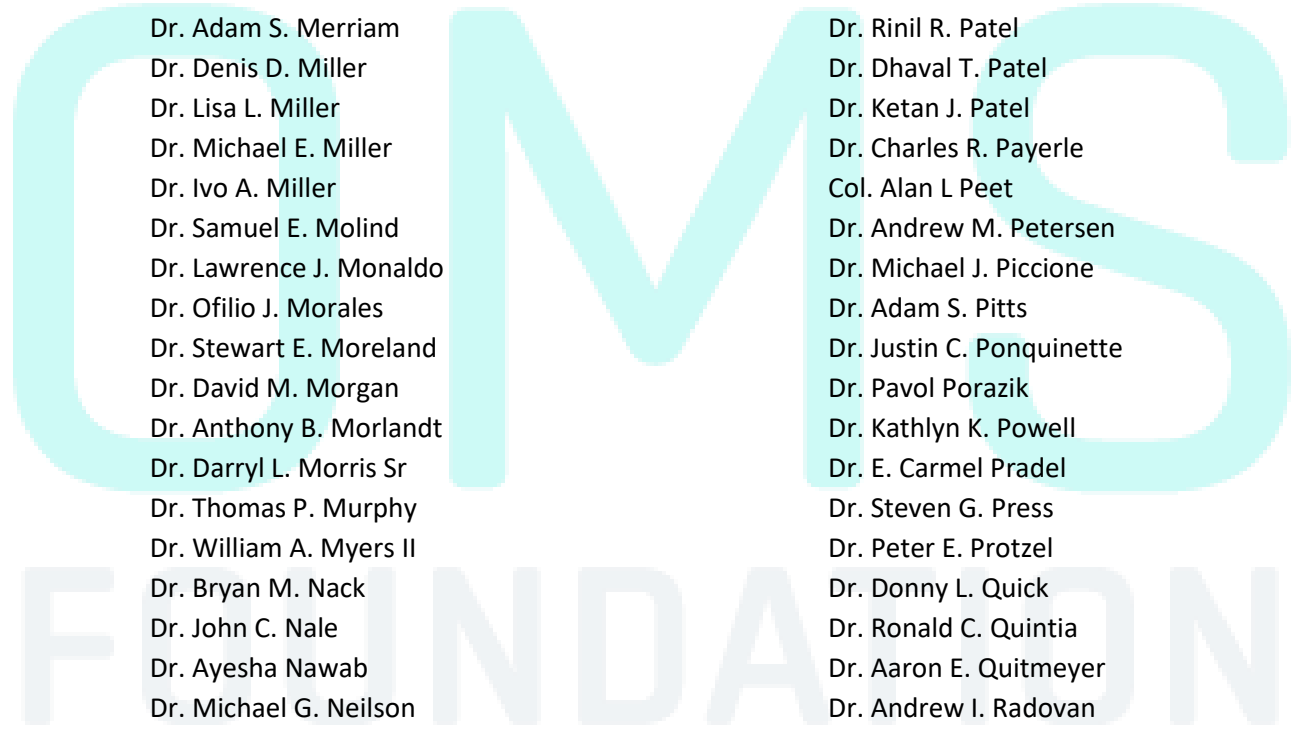 Dr. Adam S. Merriam
Dr. Denis D. Miller
Dr. Lisa L. Miller
Dr. Michael E. Miller
Dr. Ivo A. Miller
Dr. Samuel E. Molind
Dr. Lawrence J. Monaldo
Dr. Ofilio J. Morales
Dr. Stewart E. Moreland
Dr. David M. Morgan
Dr. Anthony B. Morlandt
Dr. Darryl L. Morris Sr
Dr. Thomas P. Murphy
Dr. William A. Myers II
Dr. Bryan M. Nack
Dr. John C. Nale
Dr. Ayesha Nawab
Dr. Michael G. Neilson
Dr. Rinil R. Patel
Dr. Dhaval T. Patel
Dr. Ketan J. Patel
Dr. Charles R. Payerle
Col. Alan L Peet
Dr. Andrew M. Petersen
Dr. Michael J. Piccione
Dr. Adam S. Pitts
Dr. Justin C. Ponquinette
Dr. Pavol Porazik
Dr. Kathlyn K. Powell
Dr. E. Carmel Pradel
Dr. Steven G. Press
Dr. Peter E. Protzel
Dr. Donny L. Quick
Dr. Ronald C. Quintia
Dr. Aaron E. Quitmeyer
Dr. Andrew I. Radovan
OMS
FOUNDATION